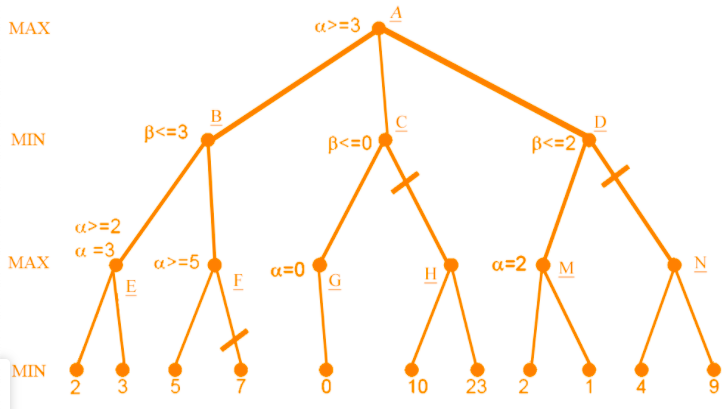 A
MAX α>=3
B C D
MIN β<=3 β<=0 β<=2
α>=2
α =3
MAX α>=5 α=0 α=2
E F G H M N
MIN
2 3 5 7 0 10 23 2 1 4 9